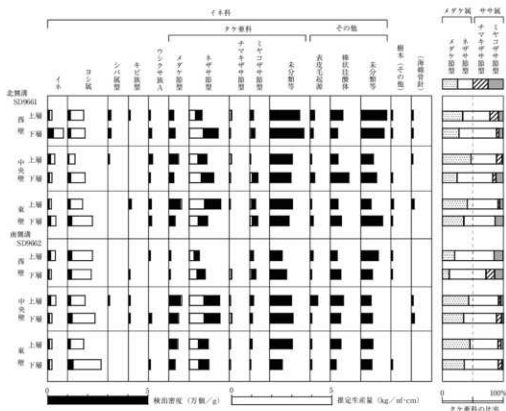 イネ科
タケ亜科
その他
メダケ属 ササ属
イネ
ヨシ属
シバ属型
キビ族型
ウシクサ族A
メダケ節型
ネザサ節型
チマキザサ節型
ミヤコザサ節型
未分類等
表皮毛起源
棒状珪酸体
未分類等
樹木(その他)
(海綿骨針)
メダケ節型
ネザサ節型
チマキザサ節型
ミヤコザサ節型
北側溝
SD9661
西壁 上層
下層
中央壁 上層
下層
東壁 上層
下層
南側溝
SD9662
西壁 上層
下層
中央壁 上層
下層
東壁 上層
下層
0 5 0 5
検出密度(万個/g)
推定生産量(kg/㎡·cm)
0 100%
タケ亜科の比率